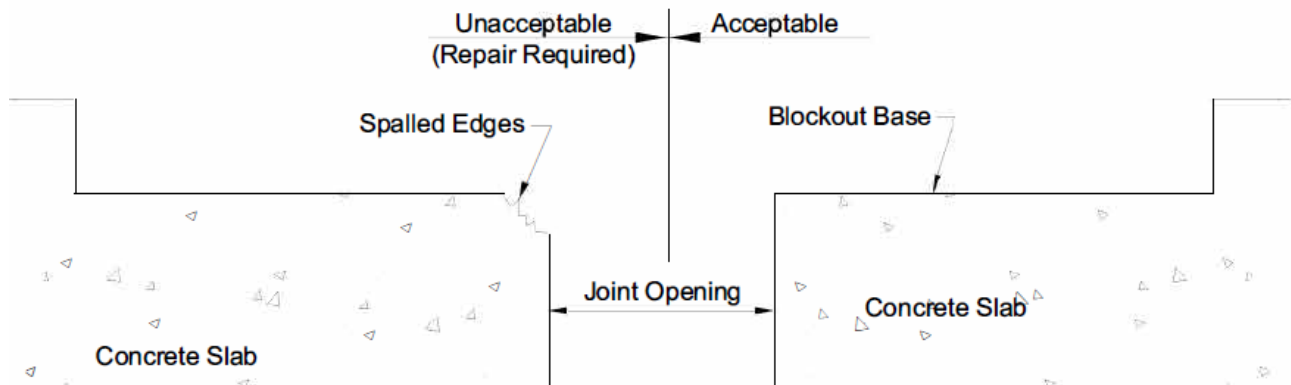 Unacceptable
(Repair Required)
Acceptable
Spalled Edges
Blockout Base
Joint Opening
Concrete Slab
Concrete Slab